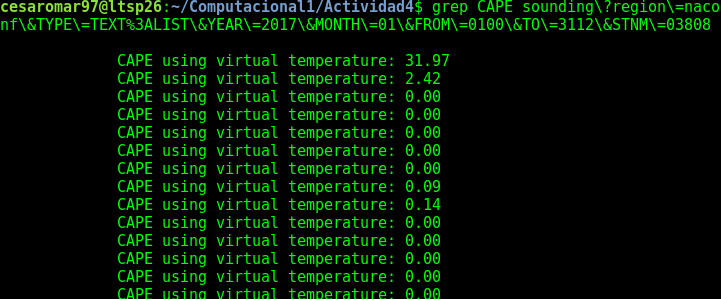 cesaromar97@ltsp26:~/Computacional1/Actividad4$ grep CAPE sounding\?region\=naco
nf\&TYPE\=TEXT%3ALIST\&YEAR\=2017\&MONTH\=01\&FROM\=0100\&TO\=3112\&STNM\=03808
CAPE using virtual temperature: 31.97
CAPE using virtual temperature: 2.42
CAPE using virtual temperature: 0.00
CAPE using virtual temperature: 0.00
CAPE using virtual temperature: 0.00
CAPE using virtual temperature: 0.00
CAPE using virtual temperature: 0.00
CAPE using virtual temperature: 0.09
CAPE using virtual temperature: 0.14
CAPE using virtual temperature: 0.00
CAPE using virtual temperature: 0.00
CAPE using virtual temperature: 0.00
CAPE using virtual temperature: 0.00
CAPE using virtual temperature: 0.00